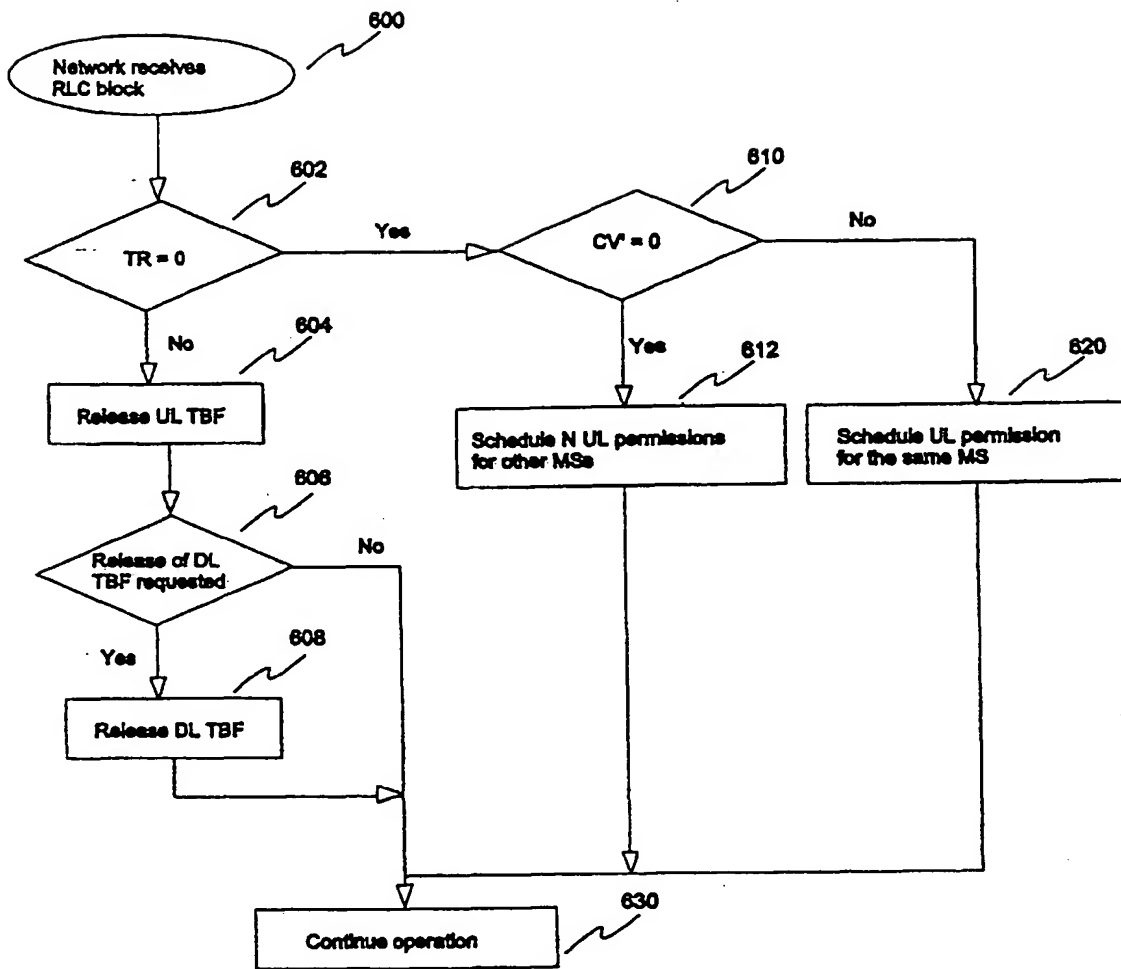 600
Network receives
RLC block
602
TR = 0
Yes
610
CV' = 0
No
No
604
Release UL TBF
Yes
612
Schedule N UL permissions
for other MSs
620
Schedule UL permission
for the same MS
606
Release of DL
TBF requested
No
Yes
608
Release DL TBF
630
Continue operation